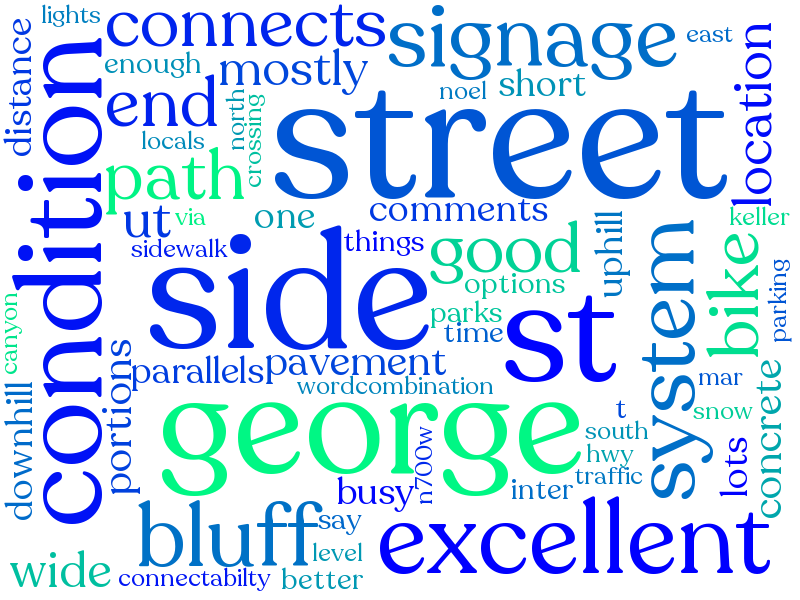 lights
connects
signage
east
distance
enough
mostly
noel
short
location
condition
end
north
crossing
street
locals
path
ut
via
one
comments
keller
sidewalk
things
good
uphill
system
bike
side
options
canyon
parks
time
st
parking
parallels
pavement
wordcombination
mar
portions
george
t
snow
concrete
downhill
south
n700w
hwy
lots
traffic
busy
inter
bluff
say
excellent
wide
level
connectabilty
better